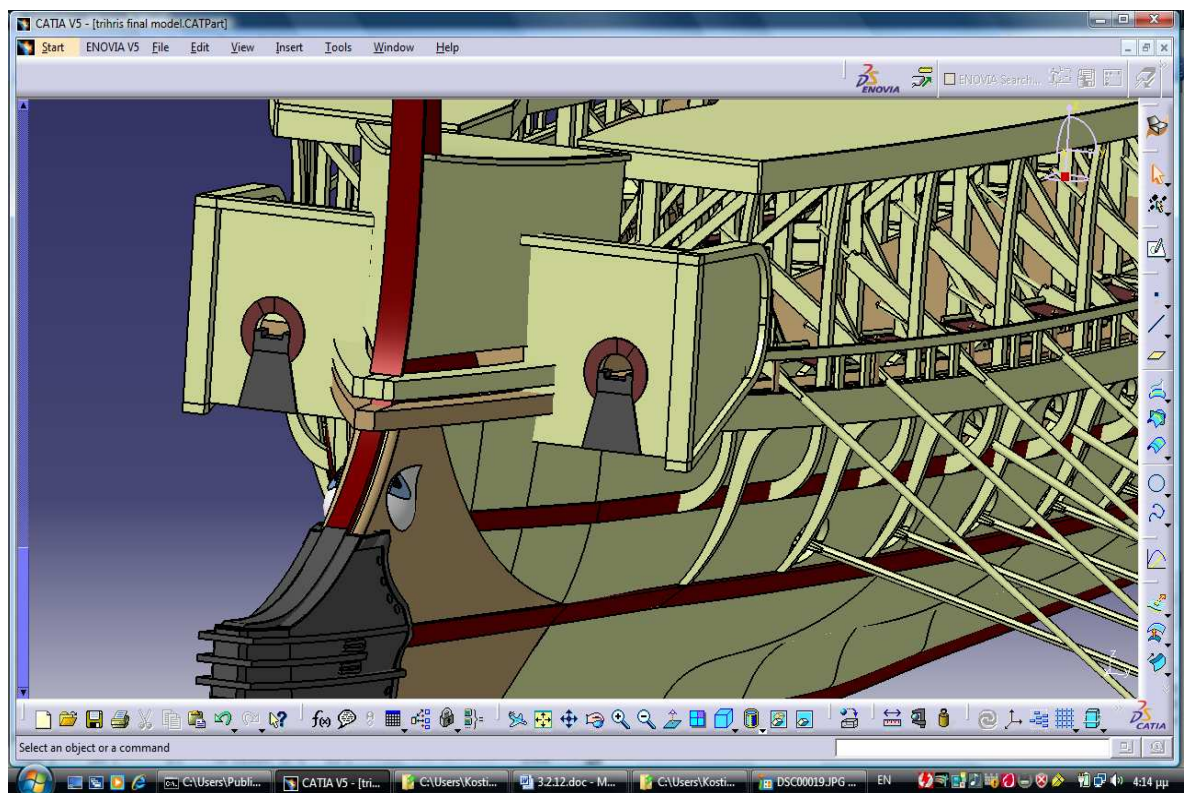 CATIA V5 - [trihris final model.CATPart]
Start ENOVIA V5 File Edit View Insert Tools Window Help
ENOVIA
ENOVIA Search...
z
y
f(x)
CATIA
Select an object or a command
C:\Users\Publi... CATIA V5 - [tri... C:\Users\Kosti... 3.2.12.doc - M... C:\Users\Kosti... DSC00019.JPG ... EN 4:14 μμ